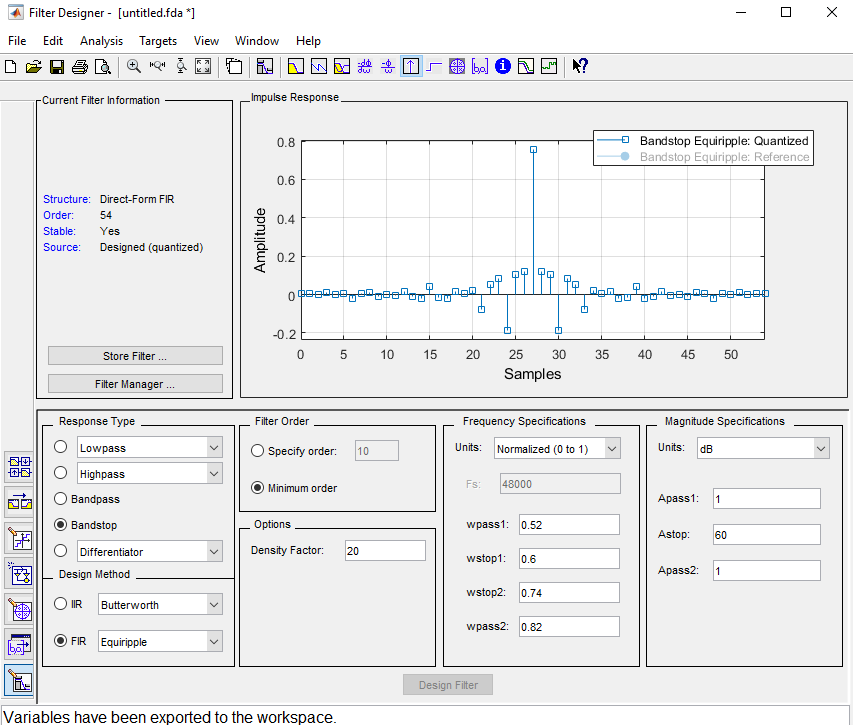 Filter Designer - [untitled.fda *]
File Edit Analysis Targets View Window Help
Current Filter Information
Structure: Direct-Form FIR
Order: 54
Stable: Yes
Source: Designed (quantized)
Store Filter ...
Filter Manager ...
Impulse Response
Bandstop Equiripple: Quantized
Bandstop Equiripple: Reference
Amplitude
0.8
0.6
0.4
0.2
0
-0.2
0 5 10 15 20 25 30 35 40 45 50
Samples
Response Type
Lowpass
Highpass
Bandpass
Bandstop
Differentiator
Design Method
IIR Butterworth
FIR Equiripple
Filter Order
Specify order: 10
Minimum order
Options
Density Factor: 20
Frequency Specifications
Units: Normalized (0 to 1)
Fs: 48000
wpass1: 0.52
wstop1: 0.6
wstop2: 0.74
wpass2: 0.82
Magnitude Specifications
Units: dB
Apass1: 1
Astop: 60
Apass2: 1
Design Filter
Variables have been exported to the workspace.